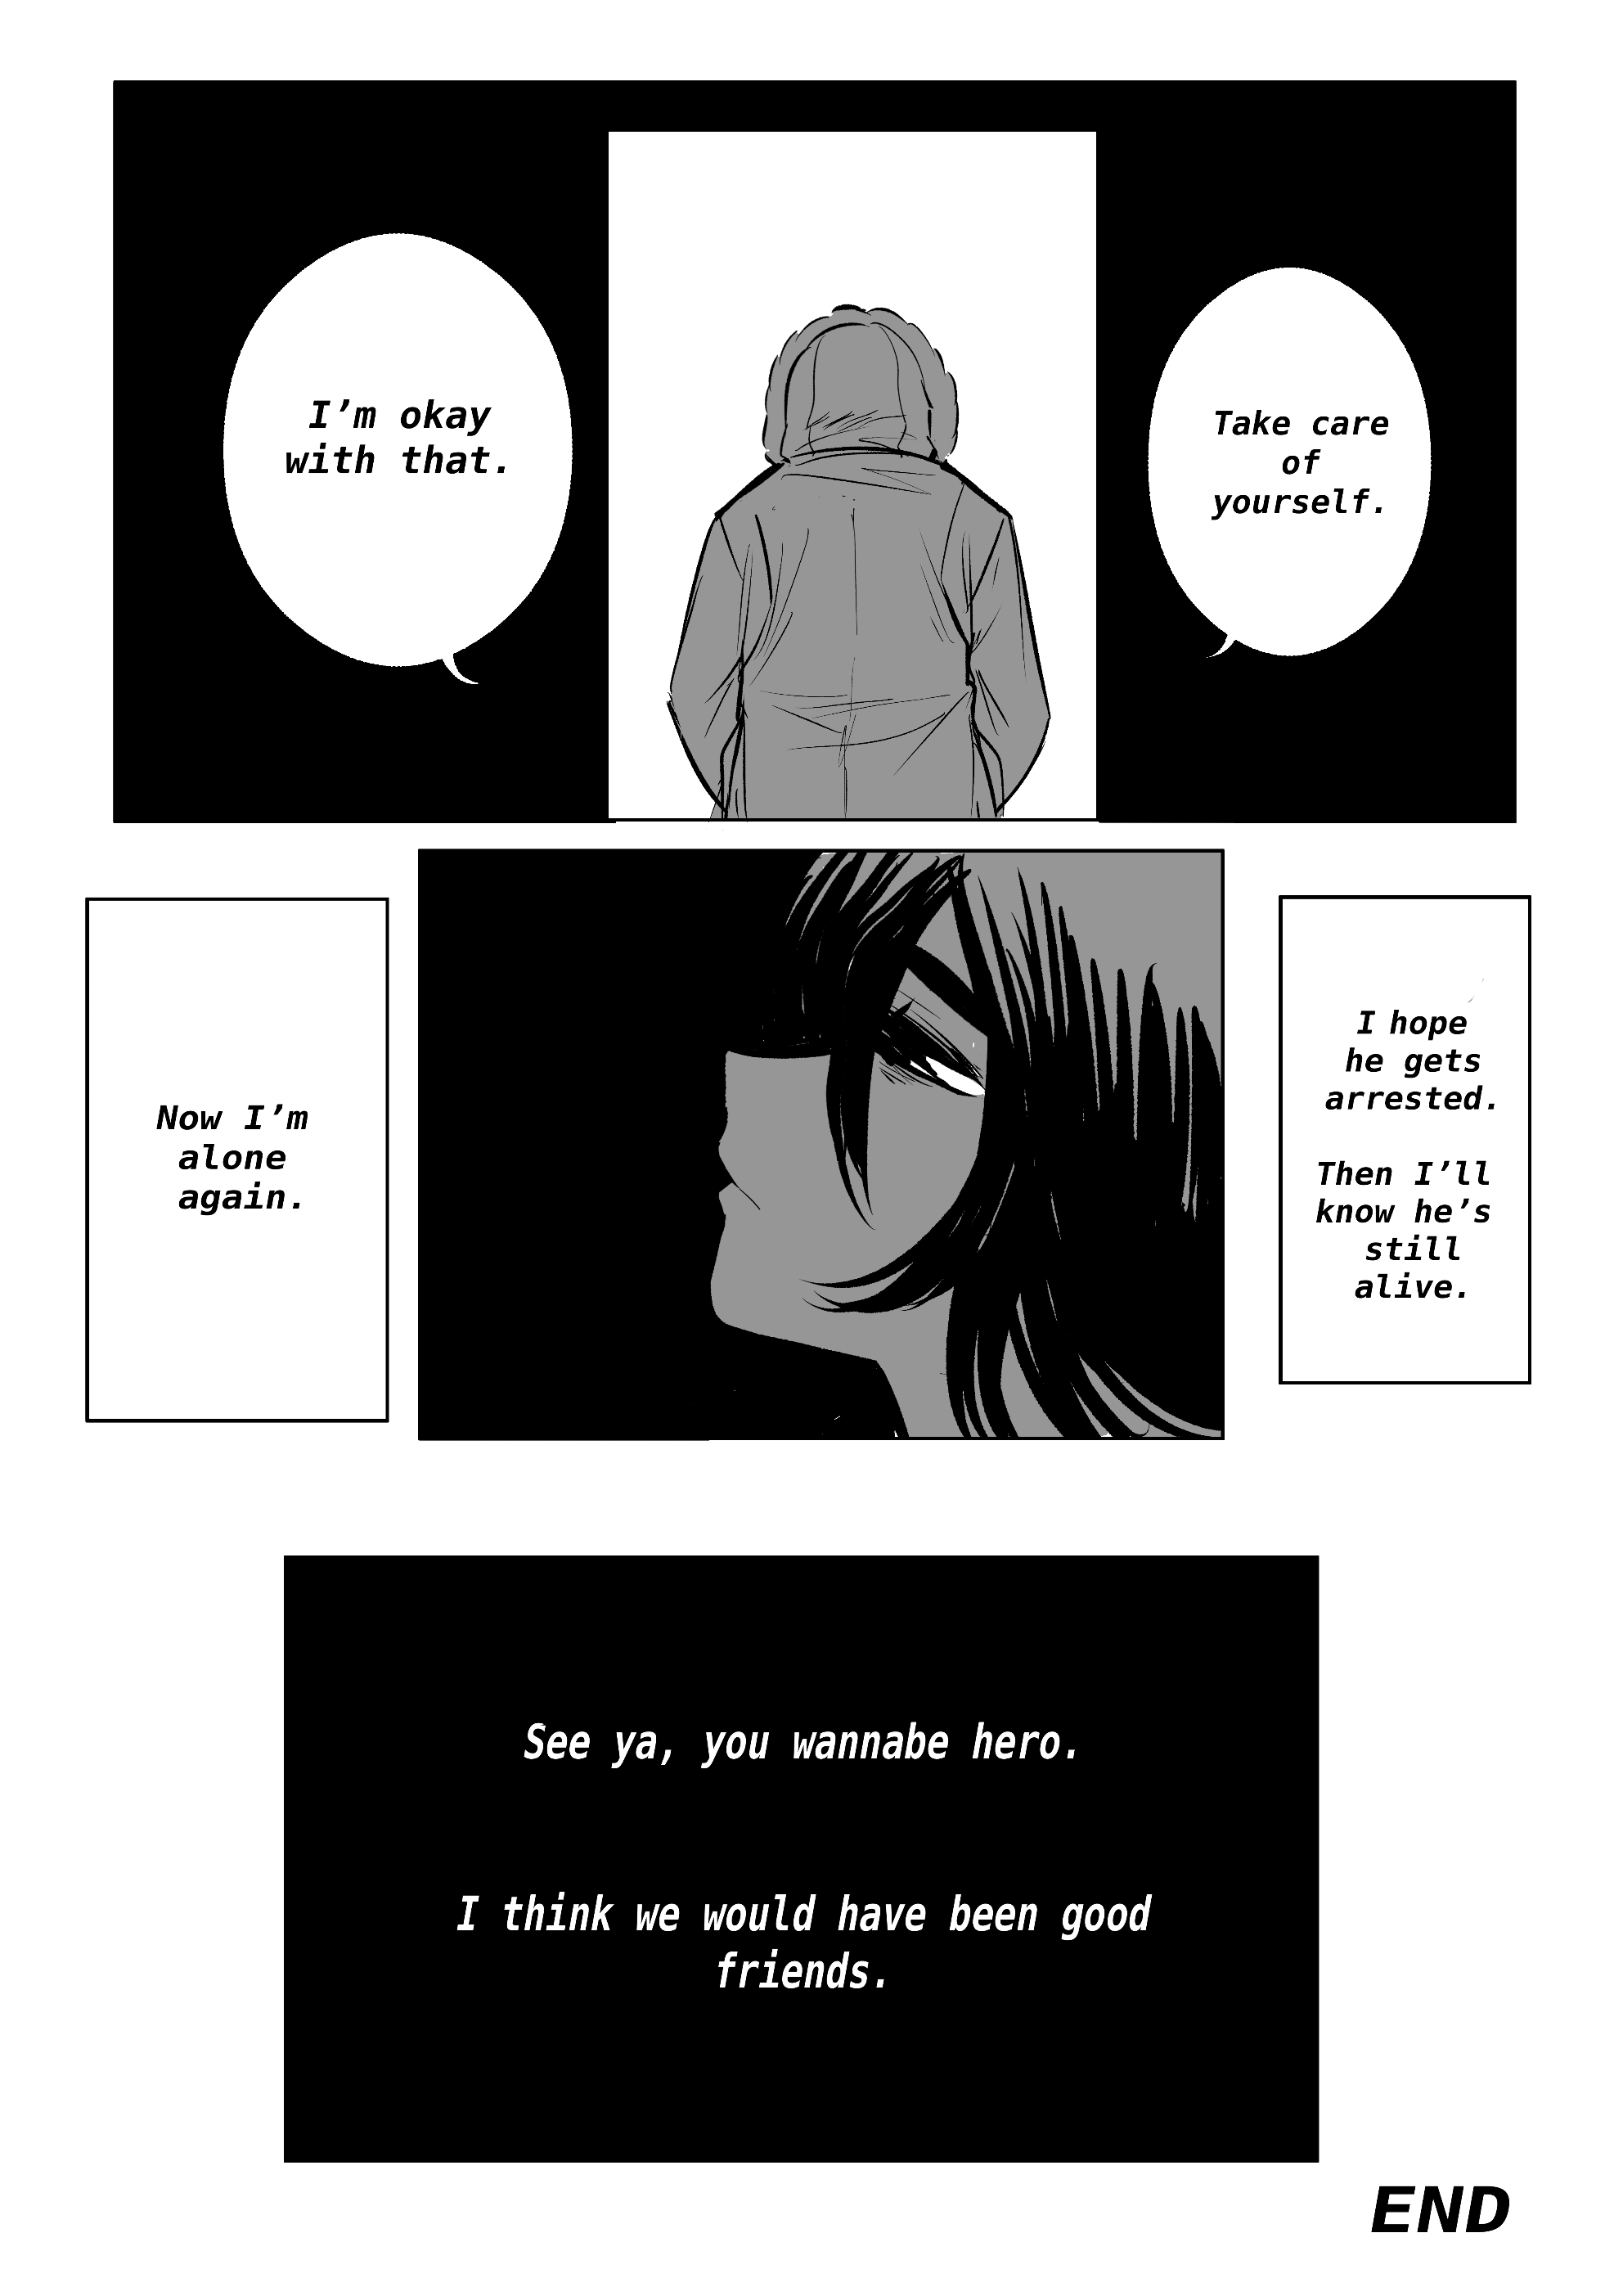 I'm okay
with that.
Take care
of
yourself.
Now I'm
alone
again.
I hope
he gets
arrested.
Then I'll
know he's
still
alive.
See ya, you wannabe hero.
I think we would have been good
friends.
END